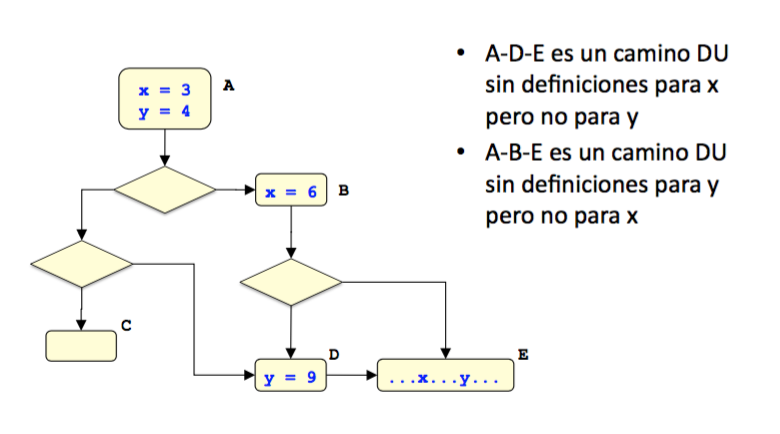 x = 3
y = 4
A
x = 6
B
C
D
y = 9
E
...x...y...
• A-D-E es un camino DU
sin definiciones para x
pero no para y
• A-B-E es un camino DU
sin definiciones para y
pero no para x